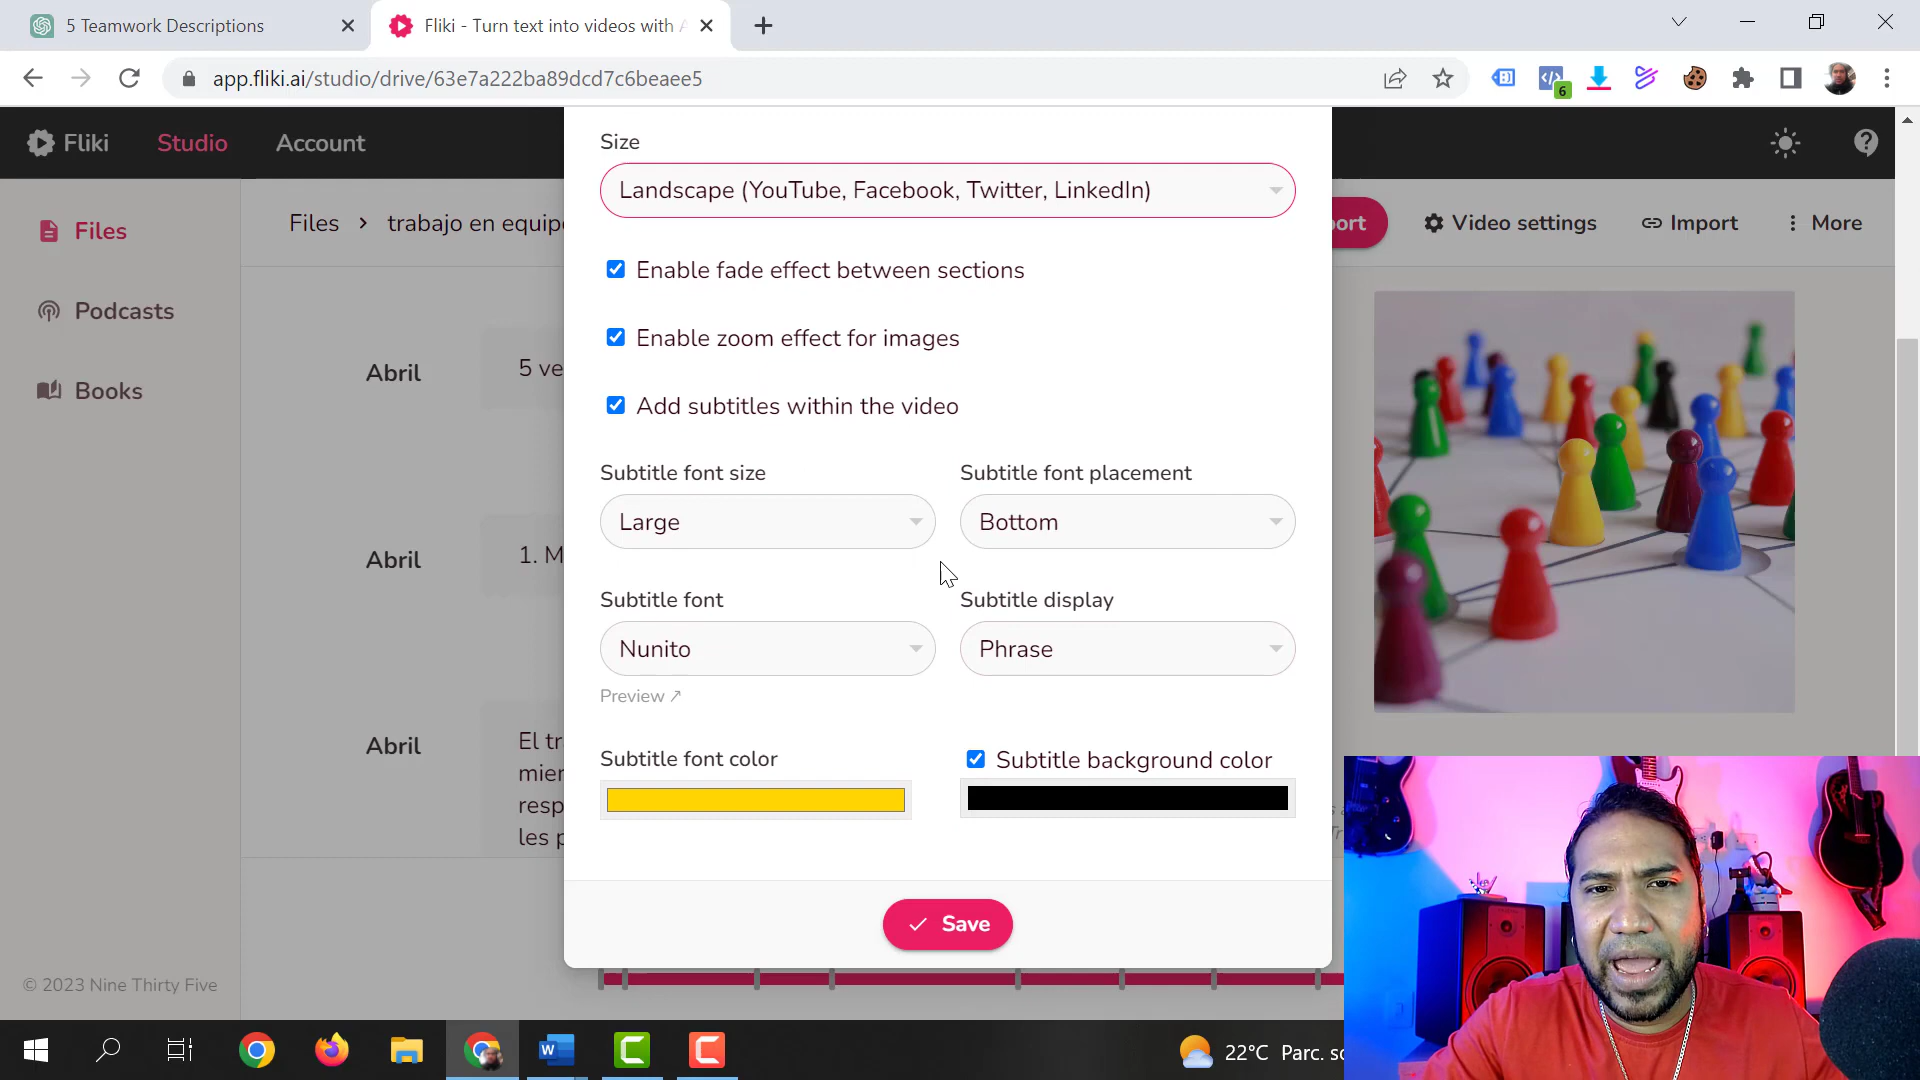 5 Teamwork Descriptions
Fliki - Turn text into videos with A
app.fliki.ai/studio/drive/63e7a222ba89dcd7c6beaee5
6
Fliki
Studio
Account
Files
Podcasts
Books
Files > trabajo en equip
ort
Video settings
Import
More
Size
Landscape (YouTube, Facebook, Twitter, LinkedIn)
Enable fade effect between sections
Enable zoom effect for images
Add subtitles within the video
Subtitle font size
Subtitle font placement
Large
Bottom
Subtitle font
Subtitle display
Nunito
Phrase
Preview ↗
Subtitle font color
Subtitle background color
Save
Abril
5 ve
Abril
1. M
Abril
El tr
mier
resp
les p
© 2023 Nine Thirty Five
22°C Parc. so